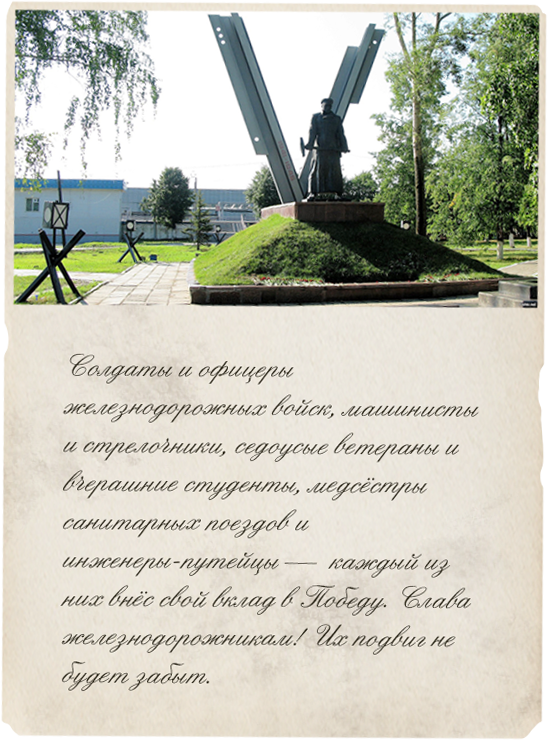 Солдаты и офицеры
железнодорожных войск, машинисты
и стрелочники, седоусые ветераны и
вчерашние студенты, медсёстры
санитарных поездов и
инженеры-путейцы — каждый из
них внёс свой вклад в Победу. Слава
железнодорожникам! Их подвиг не
будет забыт.